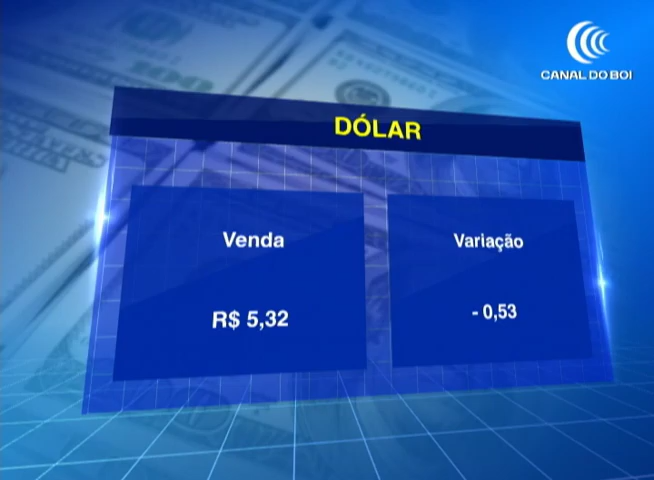 CANAL DO BOI
DÓLAR
Venda
Variação
R$ 5,32
- 0,53